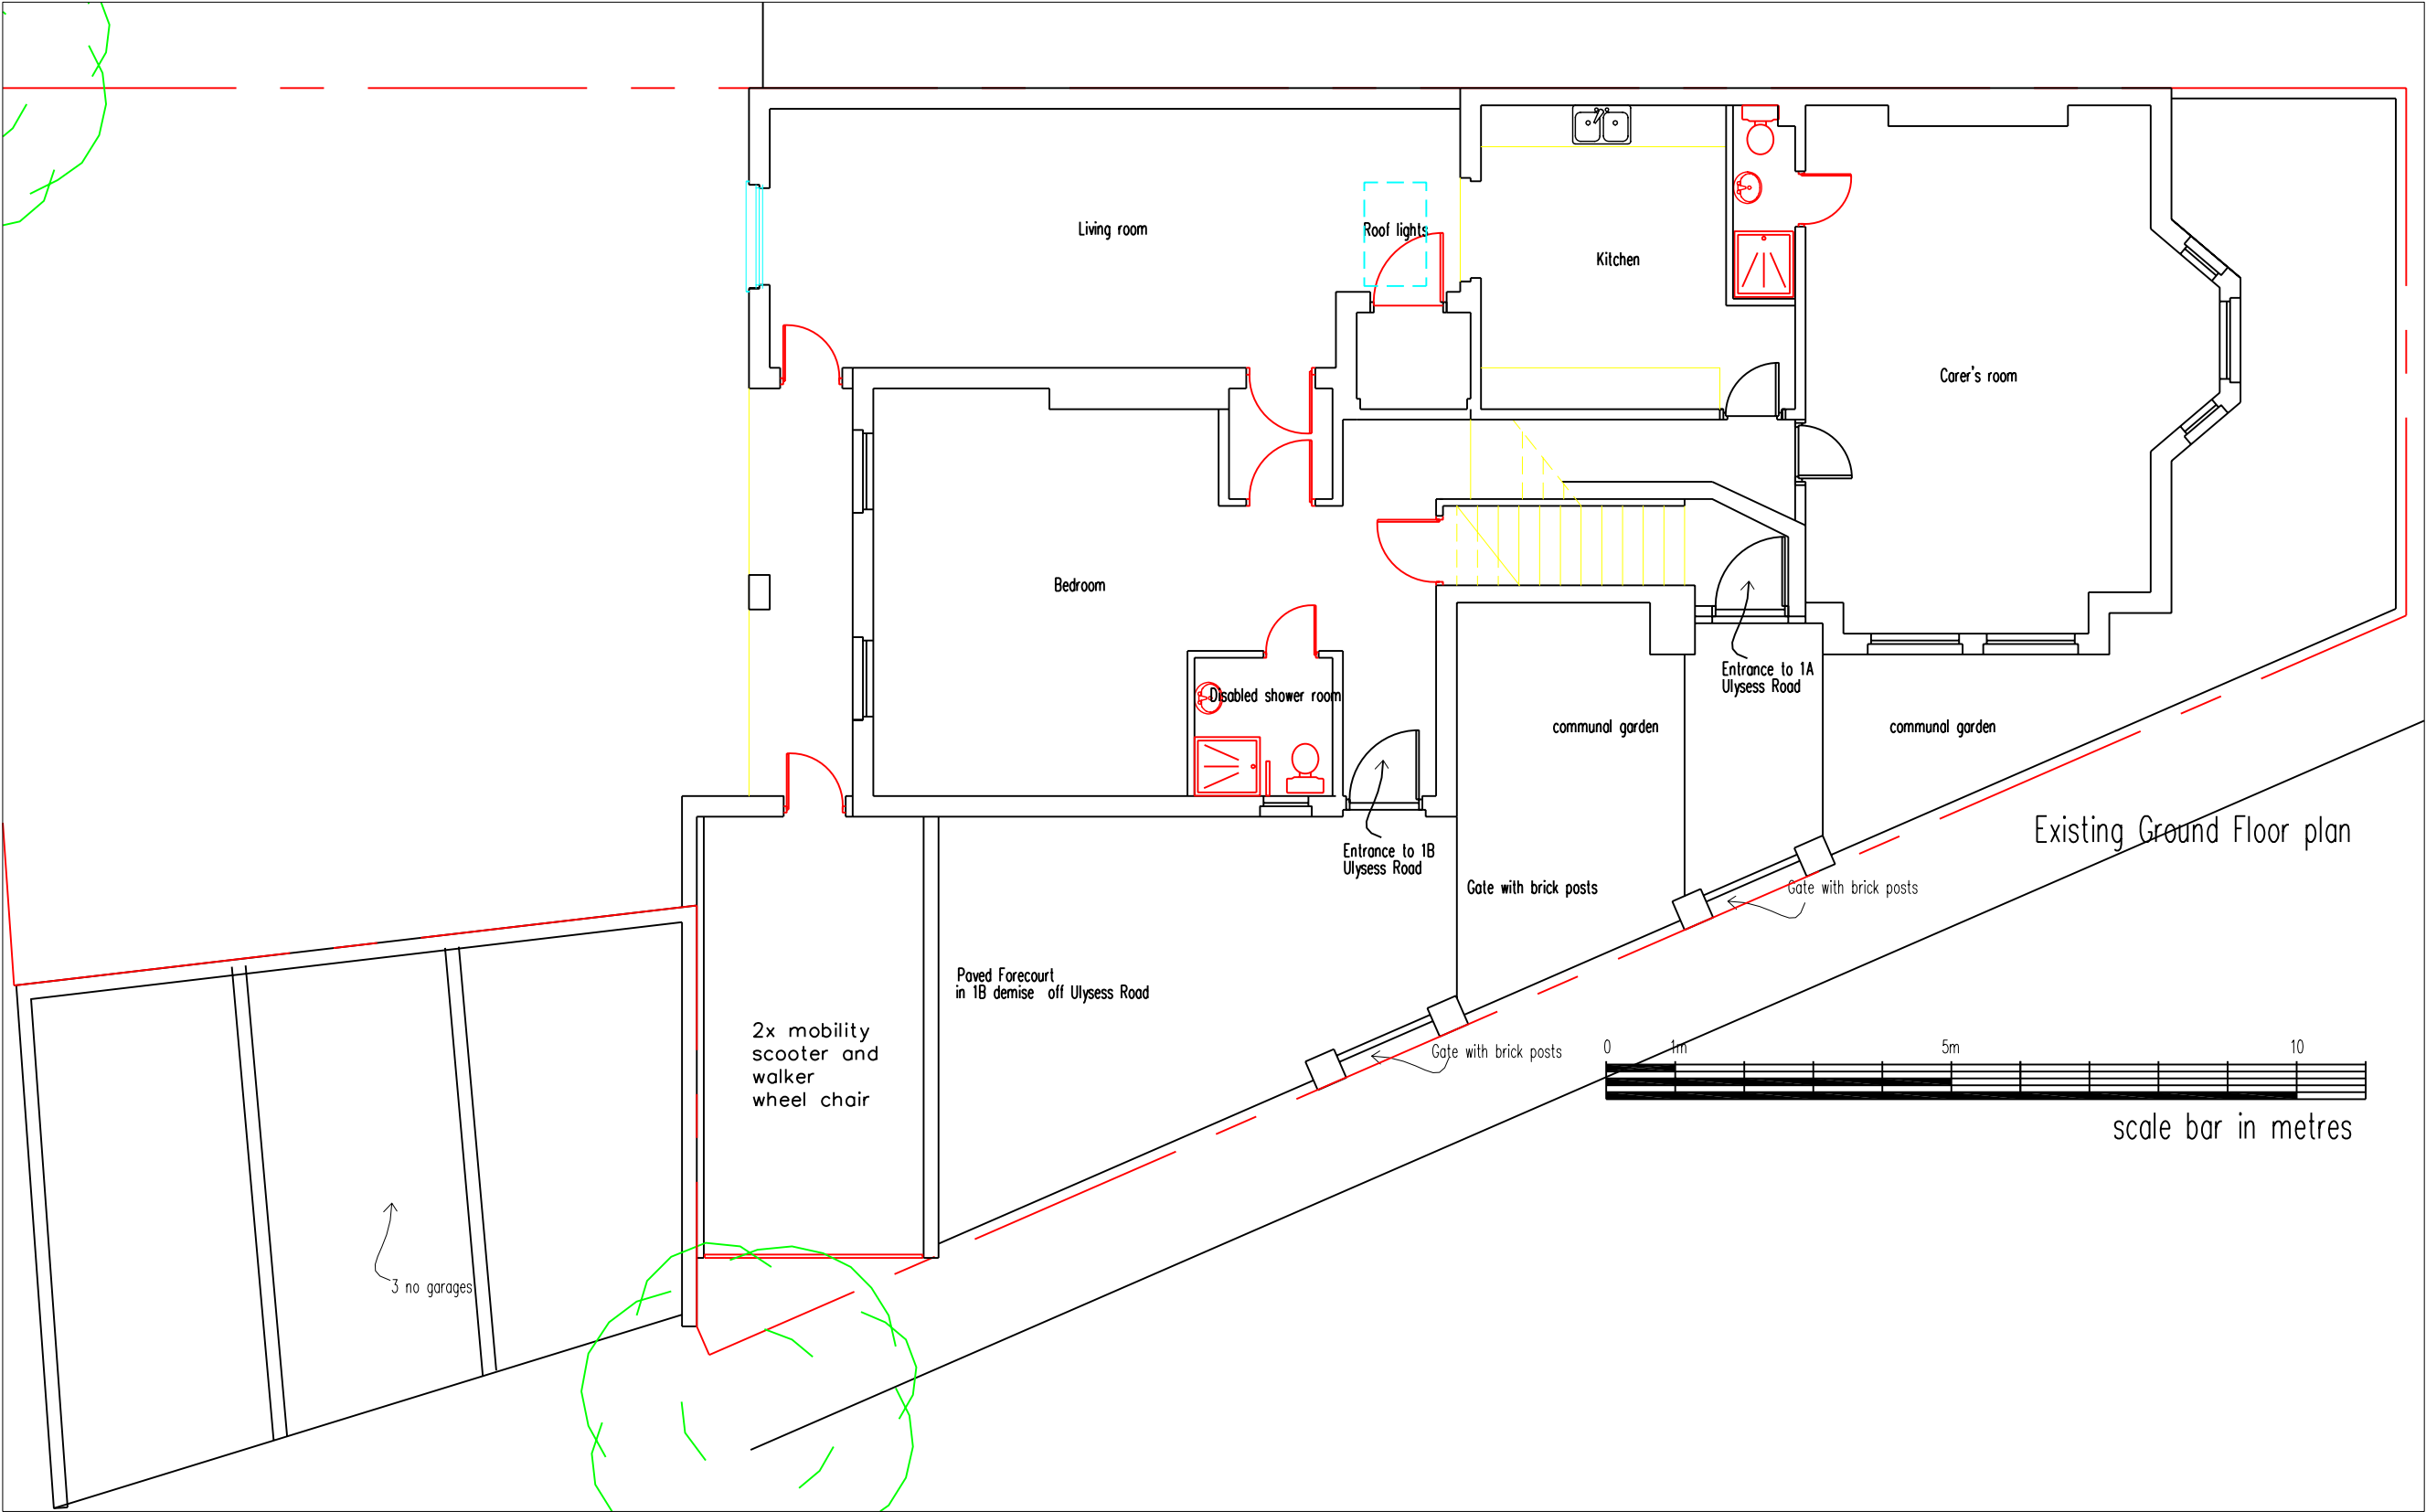 Living room
Roof lights
Kitchen
Carer's room
Bedroom
Disabled shower room
Entrance to 1A
Ulysess Road
communal garden
communal garden
Existing Ground Floor plan
Entrance to 1B
Ulysess Road
Gate with brick posts
Gate with brick posts
Paved Forecourt
in 1B demise off Ulysess Road
2x mobility
scooter and
walker
wheel chair
Gate with brick posts
0 1m 5m 10
scale bar in metres
3 no garages